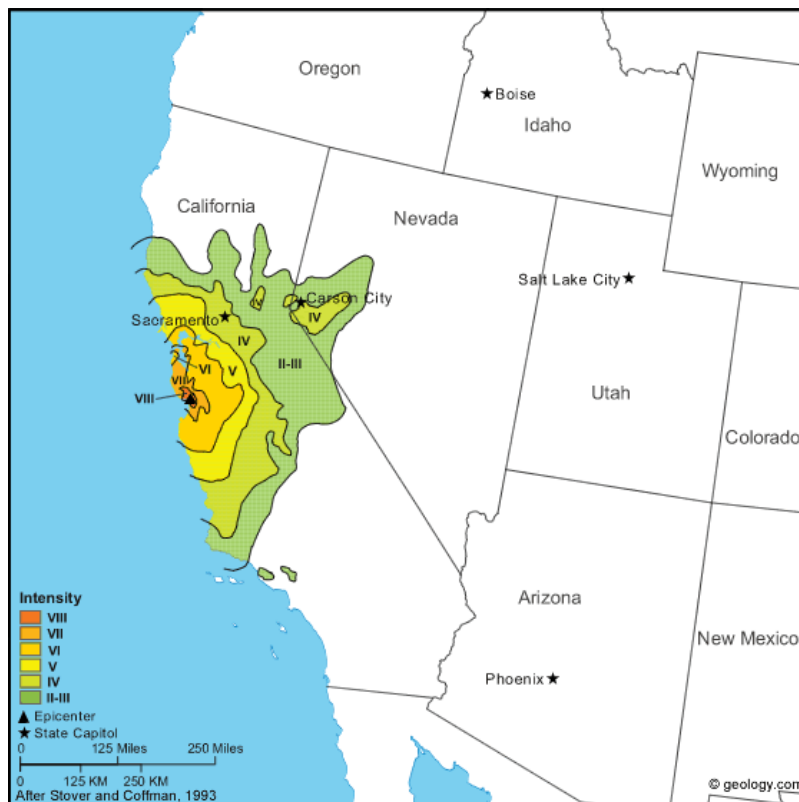 Oregon
Boise
Idaho
Wyoming
California
Nevada
Salt Lake City
Carson City
IV
Sacramento
IV
IV
II-III
VI
V
VII
VIII
Utah
Colorado
Intensity
VIII
VII
VI
V
IV
II-III
Epicenter
State Capitol
0 125 Miles 250 Miles
0 125 KM 250 KM
After Stover and Coffman, 1993
Arizona
New Mexico
Phoenix
© geology.com